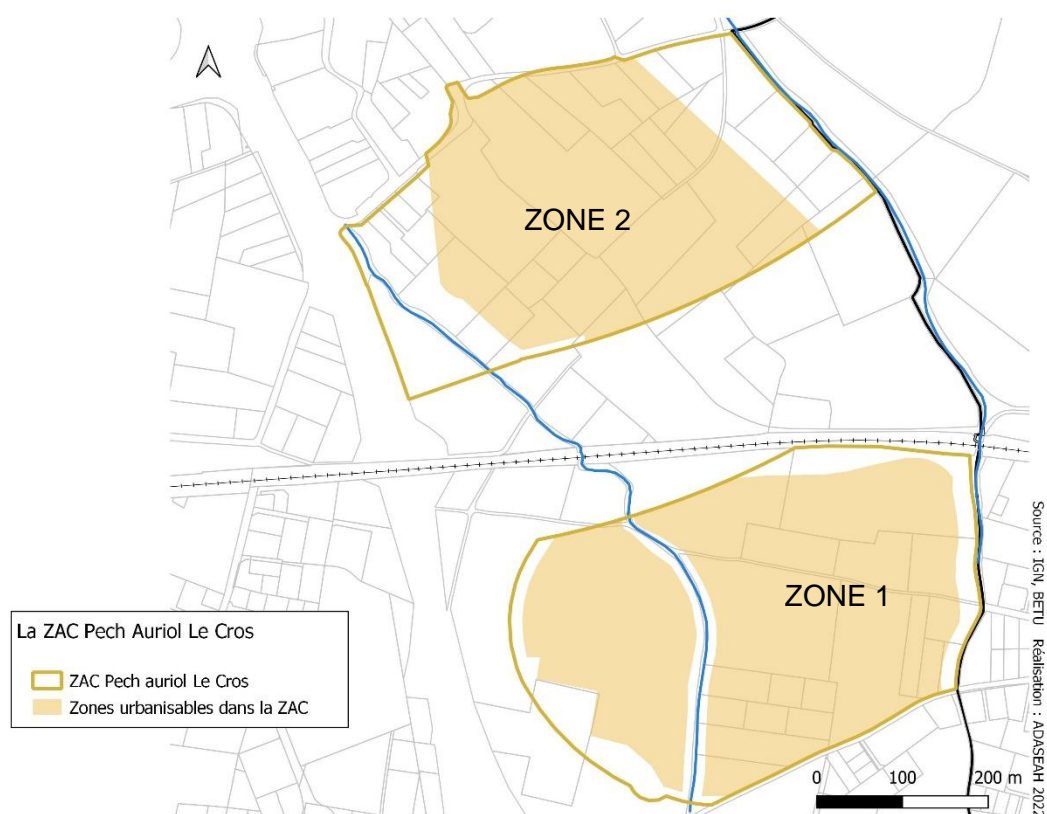 ZONE 2
ZONE 1
La ZAC Pech Auriol Le Cros
ZAC Pech auriol Le Cros
Zones urbanisables dans la ZAC
0 100 200 m
Source : IGN, BETU Réalisation : ADASEAH 2022